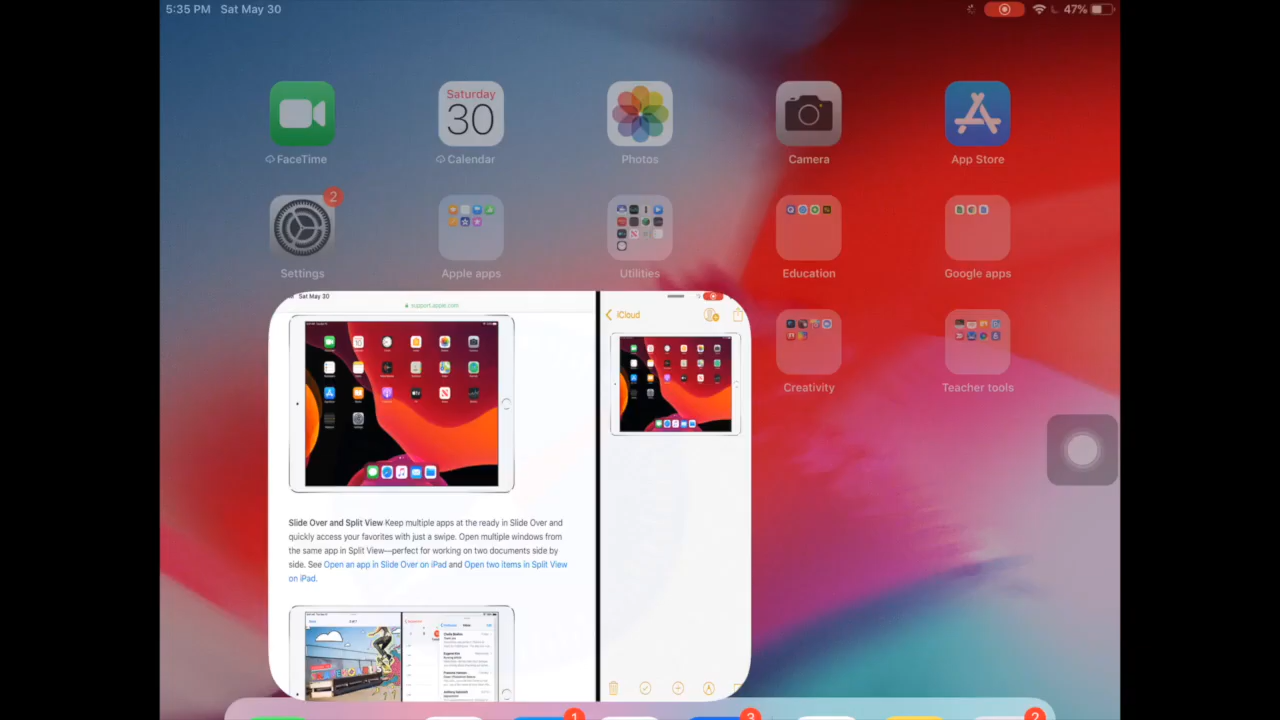 5:35 PM Sat May 30
47%
Saturday
30
FaceTime
Calendar
Photos
Camera
App Store
2
Settings
Apple apps
Utilities
Education
Google apps
Sat May 30
support.apple.com
iCloud
Creativity
Teacher tools
Slide Over and Split View Keep multiple apps at the ready in Slide Over and
quickly access your favorites with just a swipe. Open multiple windows from
the same app in Split View—perfect for working on two documents side by
side. See Open an app in Slide Over on iPad and Open two items in Split View
on iPad.
1
3
2